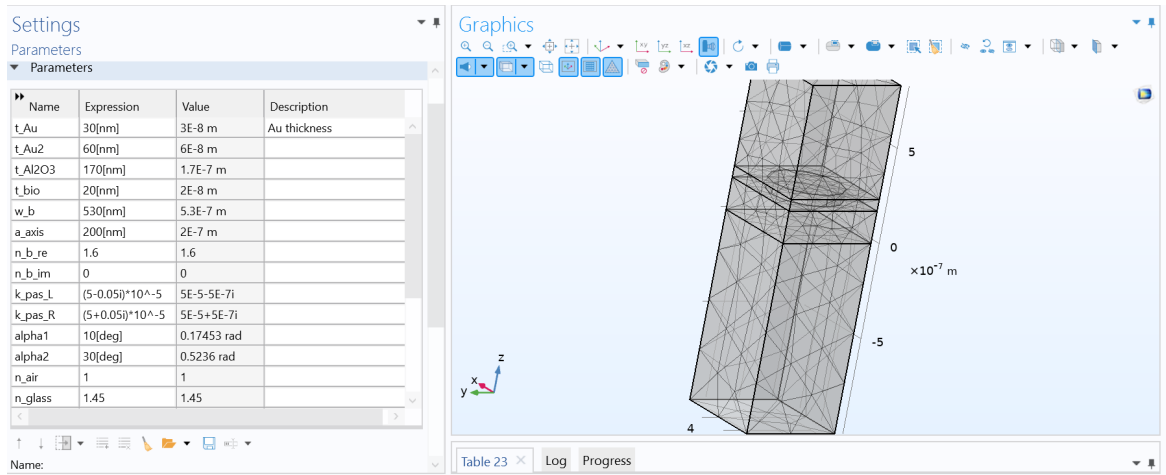 Settings
Parameters
Parameters
Name Expression Value Description
t_Au 30[nm] 3E-8 m Au thickness
t_Au2 60[nm] 6E-8 m
t_Al2O3 170[nm] 1.7E-7 m
t_bio 20[nm] 2E-8 m
w_b 530[nm] 5.3E-7 m
a_axis 200[nm] 2E-7 m
n_b_re 1.6 1.6
n_b_im 0 0
k_pas_L (5-0.05i)*10^-5 5E-5-5E-7i
k_pas_R (5+0.05i)*10^-5 5E-5+5E-7i
alpha1 10[deg] 0.17453 rad
alpha2 30[deg] 0.5236 rad
n_air 1 1
n_glass 1.45 1.45
Name:
Graphics
xy yz xz
5
0
×10⁻⁷ m
-5
4
z
x
y
Table 23 Log Progress